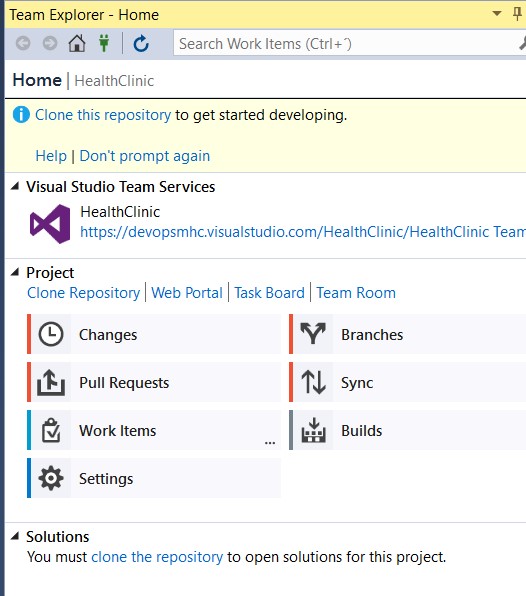 Team Explorer - Home
Search Work Items (Ctrl+´)
Home | HealthClinic
Clone this repository to get started developing.
Help | Don't prompt again
Visual Studio Team Services
HealthClinic
https://devopsmhc.visualstudio.com/HealthClinic/HealthClinic Team
Project
Clone Repository | Web Portal | Task Board | Team Room
Changes Branches
Pull Requests Sync
Work Items ... Builds
Settings
Solutions
You must clone the repository to open solutions for this project.